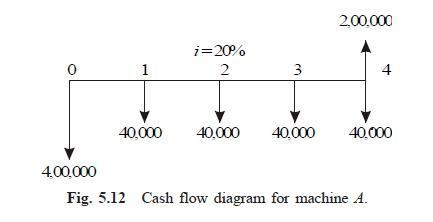 2,00,000
i=20%
0 1 2 3 4
40,000 40,000 40,000 40,000
4,00,000
Fig. 5.12 Cash flow diagram for machine A.